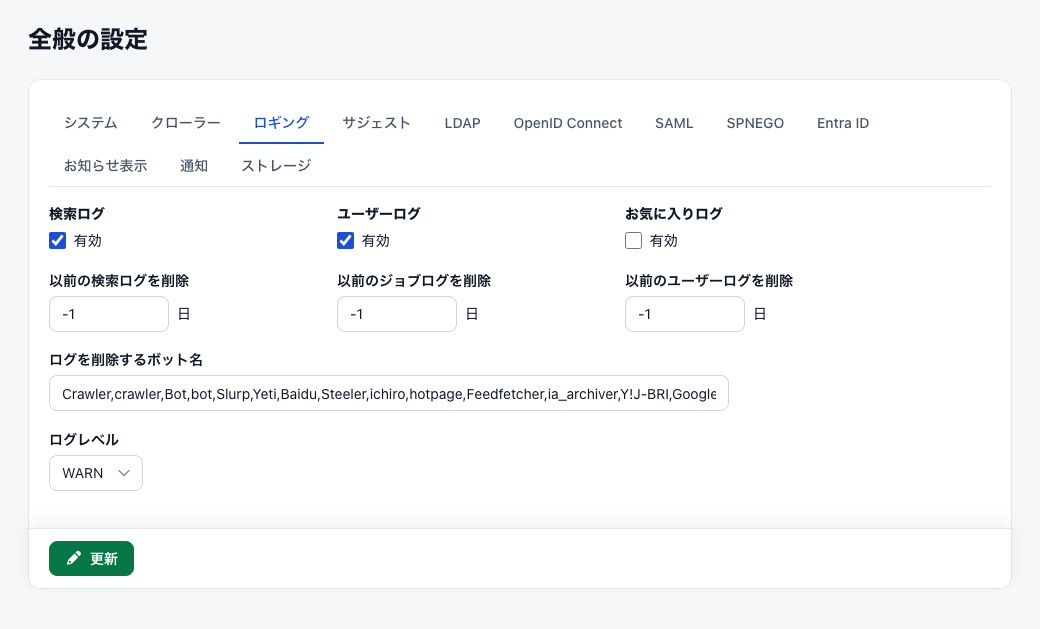 全般の設定
システム クローラー ロギング サジェスト LDAP OpenID Connect SAML SPNEGO Entra ID
お知らせ表示 通知 ストレージ
検索ログ ユーザーログ お気に入りログ
有効 有効 有効
以前の検索ログを削除 以前のジョブログを削除 以前のユーザーログを削除
-1 日 -1 日 -1 日
ログを削除するボット名
Crawler,crawler,Bot,bot,Slurp,Yeti,Baidu,Steeler,ichiro,hotpage,Feedfetcher,ia_archiver,Y!J-BRI,Google
ログレベル
WARN
更新